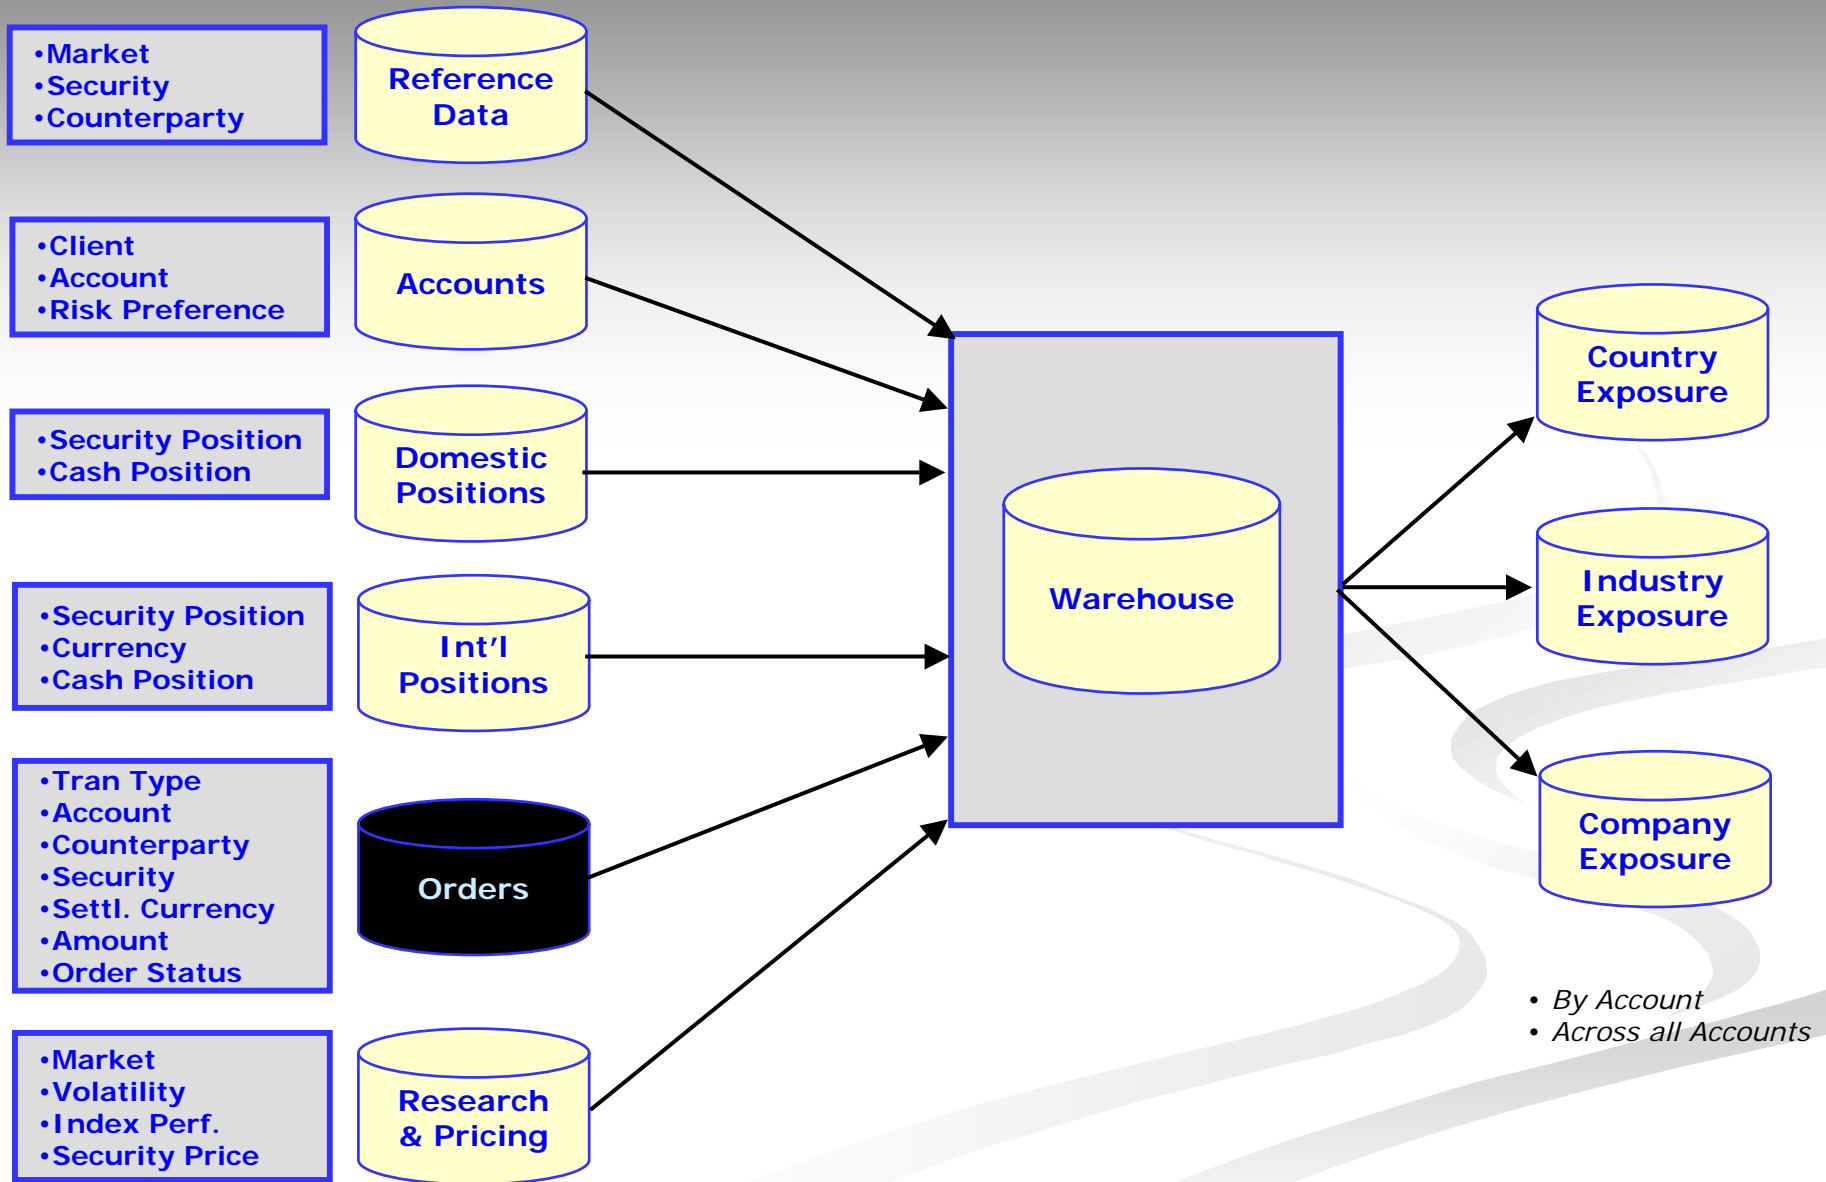 •Market
•Security
•Counterparty
Reference
Data
•Client
•Account
•Risk Preference
Accounts
•Security Position
•Cash Position
Domestic
Positions
•Security Position
•Currency
•Cash Position
Int'l
Positions
•Tran Type
•Account
•Counterparty
•Security
•Settl. Currency
•Amount
•Order Status
Orders
•Market
•Volatility
•Index Perf.
•Security Price
Research
& Pricing
Warehouse
Country
Exposure
Industry
Exposure
Company
Exposure
• By Account
• Across all Accounts